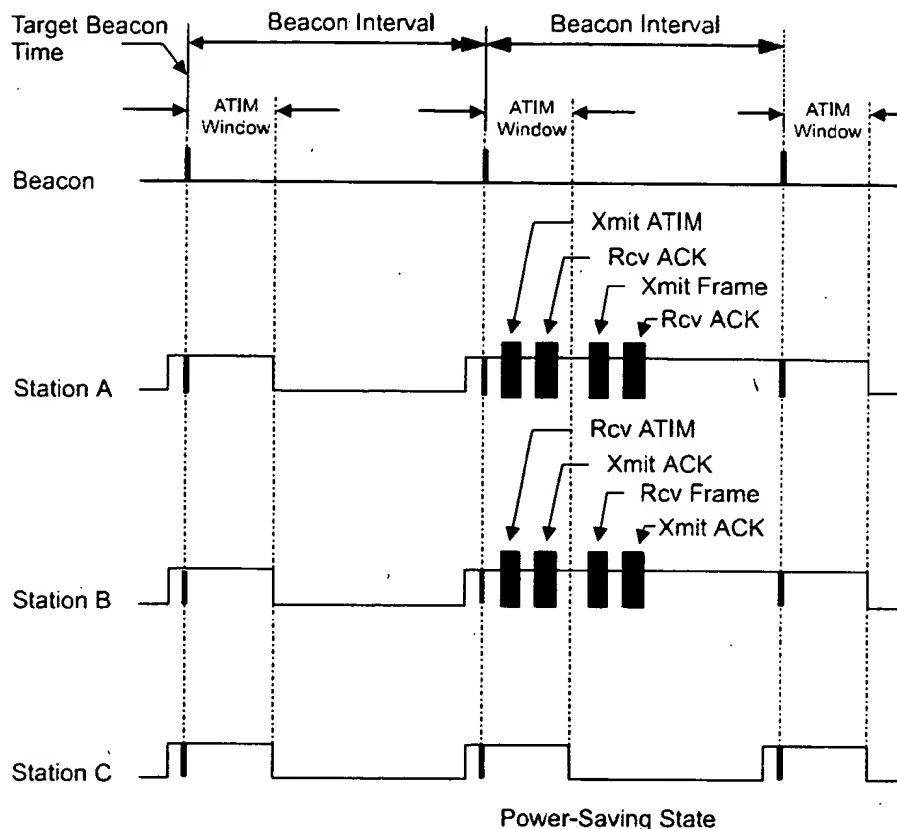 Target Beacon
Time
Beacon Interval
Beacon Interval
ATIM
Window
ATIM
Window
ATIM
Window
Beacon
Xmit ATIM
Rcv ACK
Xmit Frame
Rcv ACK
Station A
Rcv ATIM
Xmit ACK
Rcv Frame
Xmit ACK
Station B
Station C
Power-Saving State